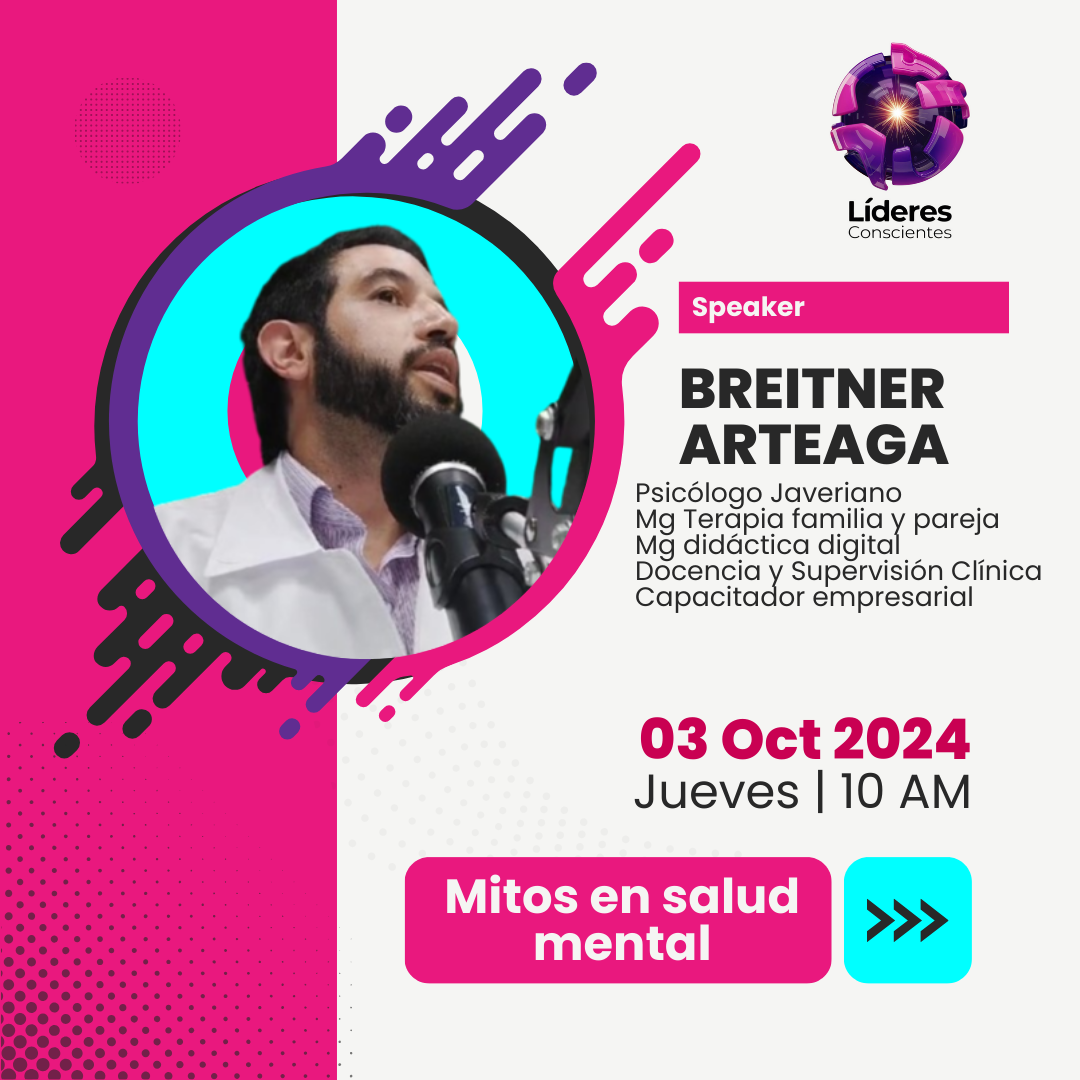 Líderes
Conscientes
Speaker
BREITNER
ARTEAGA
Psicólogo Javeriano
Mg Terapia familia y pareja
Mg didáctica digital
Docencia y Supervisión Clínica
Capacitador empresarial
03 Oct 2024
Jueves | 10 AM
Mitos en salud
mental